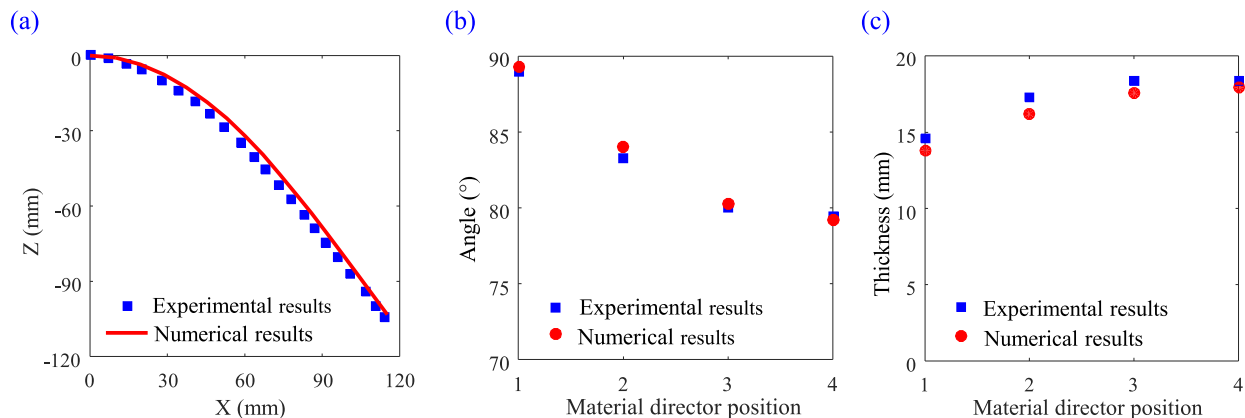 (a)
0
-30
-60
-90
-120
Z (mm)
0 30 60 90 120
X (mm)
Experimental results
Numerical results
(b)
90
85
80
75
70
Angle (°)
1 2 3 4
Material director position
Experimental results
Numerical results
(c)
20
15
10
5
0
Thickness (mm)
1 2 3 4
Material director position
Experimental results
Numerical results